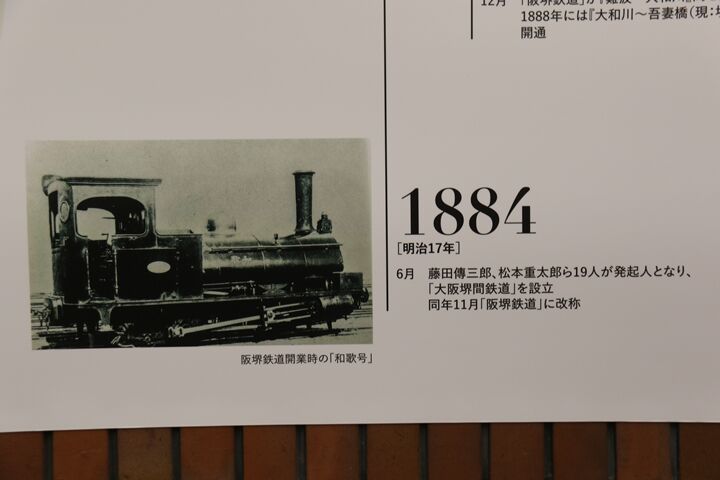 12月
1888年には『大和川〜吾妻橋（現：
開通
1884
［明治17年］
6月 藤田傳三郎、松本重太郎ら19人が発起人となり、
「大阪堺間鉄道」を設立
同年11月「阪堺鉄道」に改称
阪堺鉄道開業時の「和歌号」